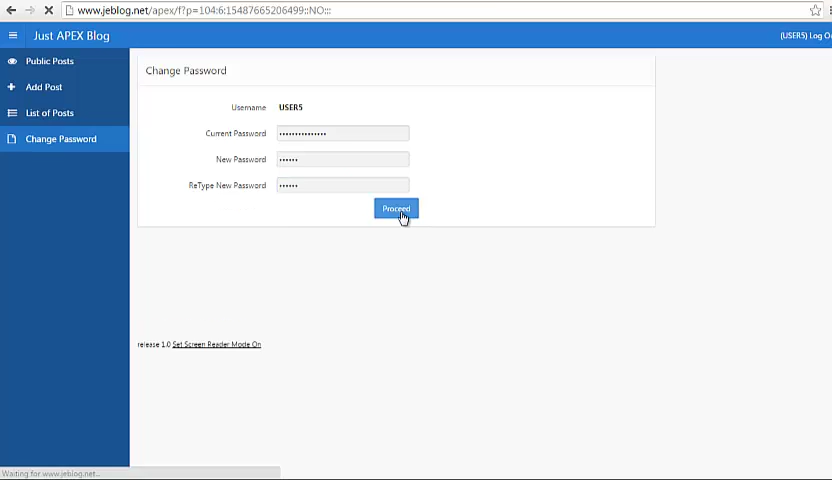 www.jeblog.net/apex/f?p=104:6:15487665206499::NO:::
Just APEX Blog
(USER5) Log O
Public Posts
Add Post
List of Posts
Change Password
Change Password
Username USER5
Current Password •••••••••••••••
New Password ••••••
ReType New Password ••••••
Proceed
release 1.0 Set Screen Reader Mode On
Waiting for www.jeblog.net...